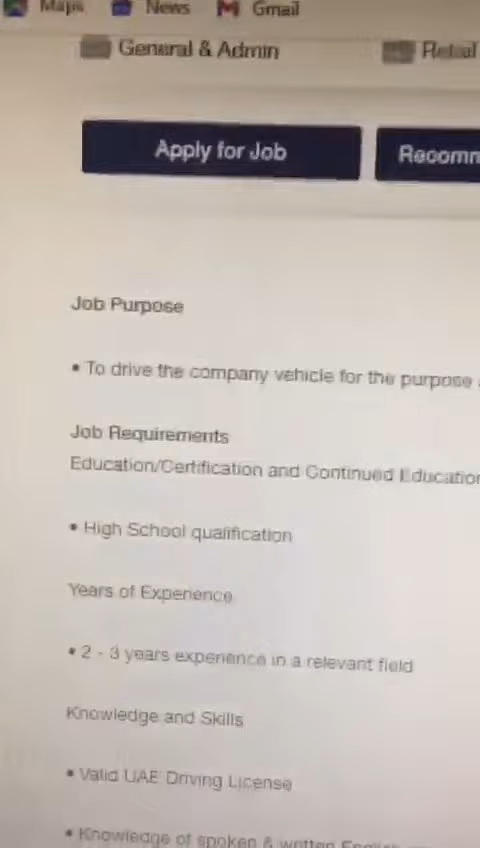 Maps News Gmail
General & Admin Retail
Apply for Job Recomm
Job Purpose
• To drive the company vehicle for the purpose
Job Requirements
Education/Certification and Continued Education
• High School qualification
Years of Experience
• 2 - 3 years experience in a relevant field
Knowledge and Skills
• Valid UAE Driving License
• Knowledge of spoken & written English